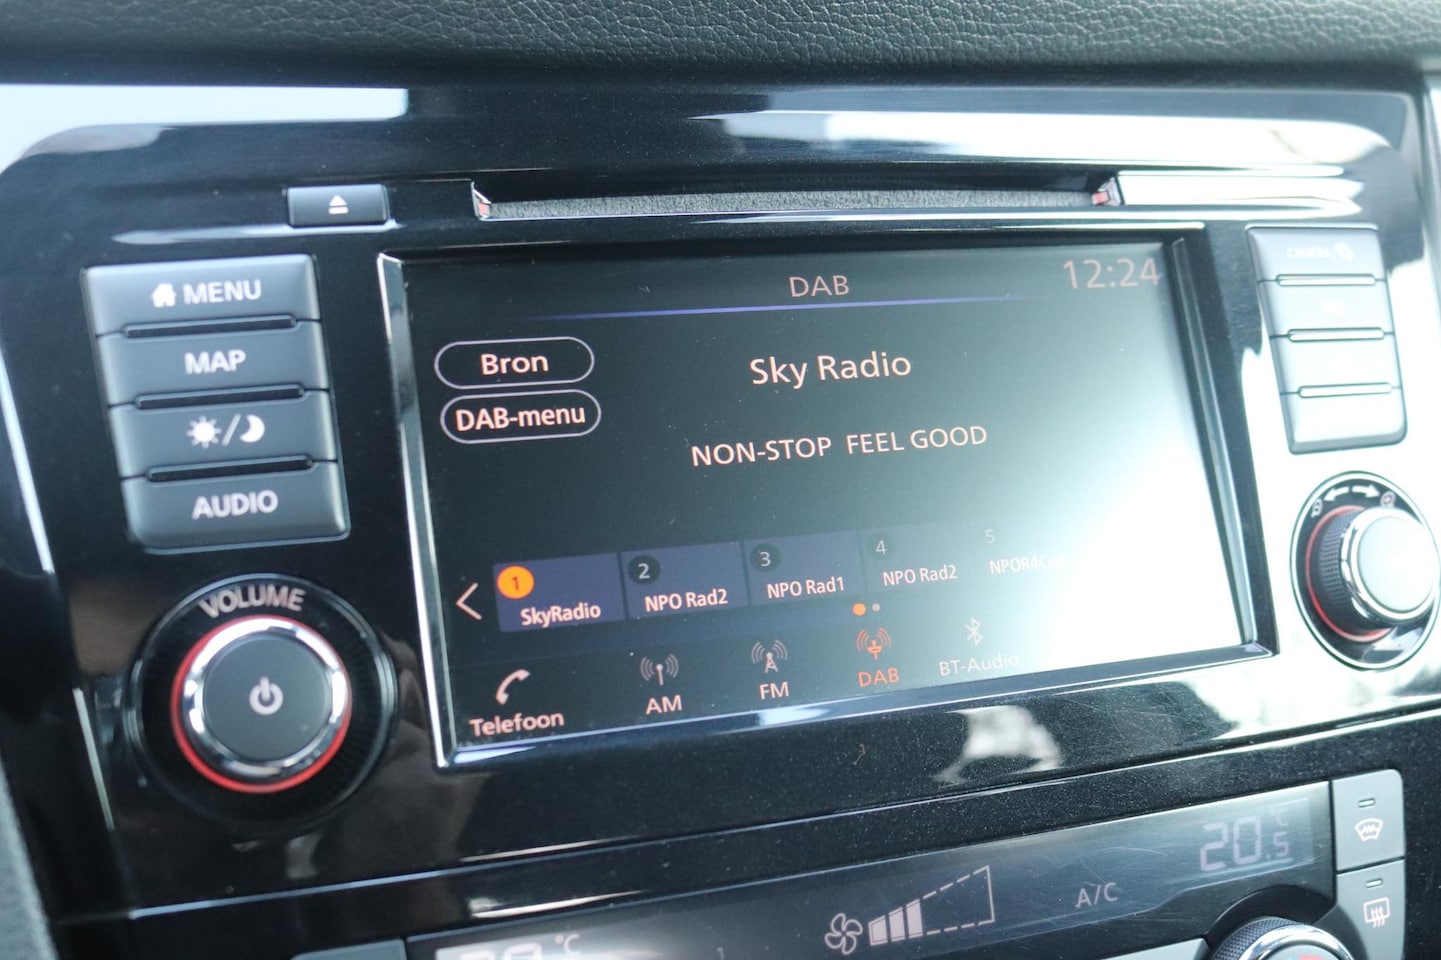 MENU
MAP
AUDIO
VOLUME
CAMERA
DAB
12:24
Bron
DAB-menu
Sky Radio
NON-STOP FEEL GOOD
1
SkyRadio
2
NPO Rad2
3
NPO Rad1
4
NPO Rad2
5
Telefoon
AM
FM
DAB
BT-Audio
A/C
20.5
°C
°C